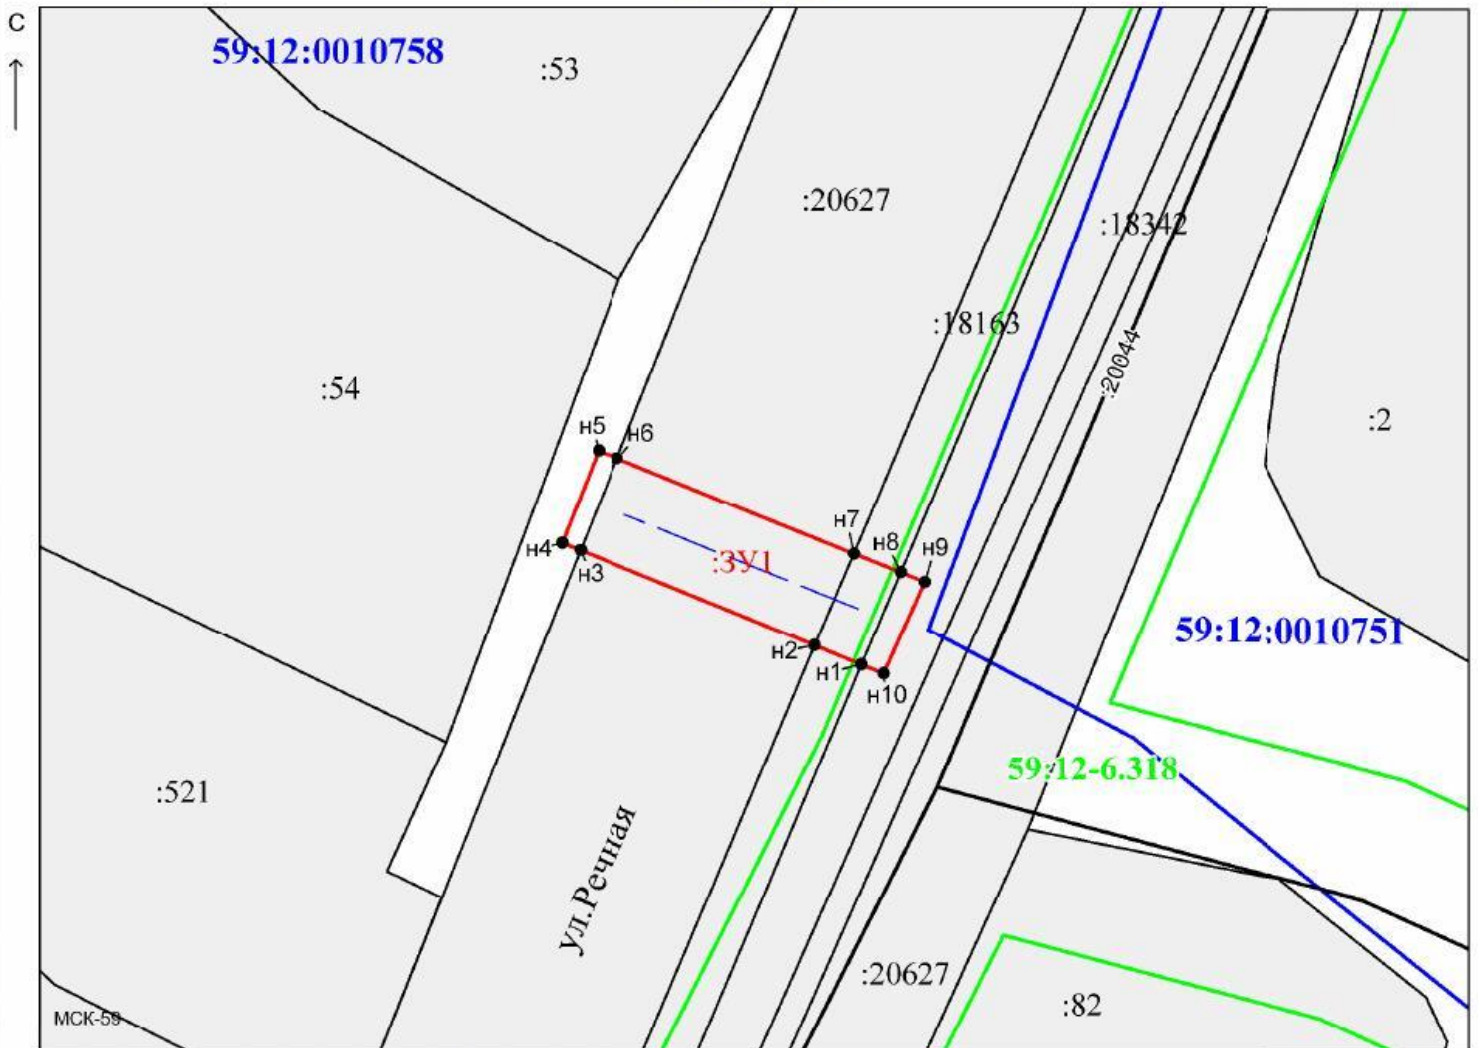 С
59:12:0010758
:53
:20627
:18342
:18163
:20044
:54
:2
н5
н6
н7
н8
н9
н4
н3
:ЗУ1
н2
н1
н10
59:12:0010751
59:12-6.318
:521
ул.Речная
:20627
:82
МСК-59